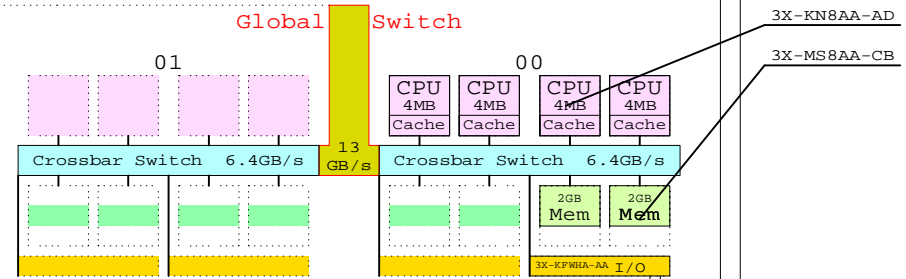 3X-KN8AA-AD
Global Switch
3X-MS8AA-CB
01
00
CPU CPU CPU CPU
4MB 4MB 4MB 4MB
Cache Cache Cache Cache
13
GB/s
Crossbar Switch 6.4GB/s
Crossbar Switch 6.4GB/s
2GB 2GB
Mem Mem
3X-KFWHA-AA I/O